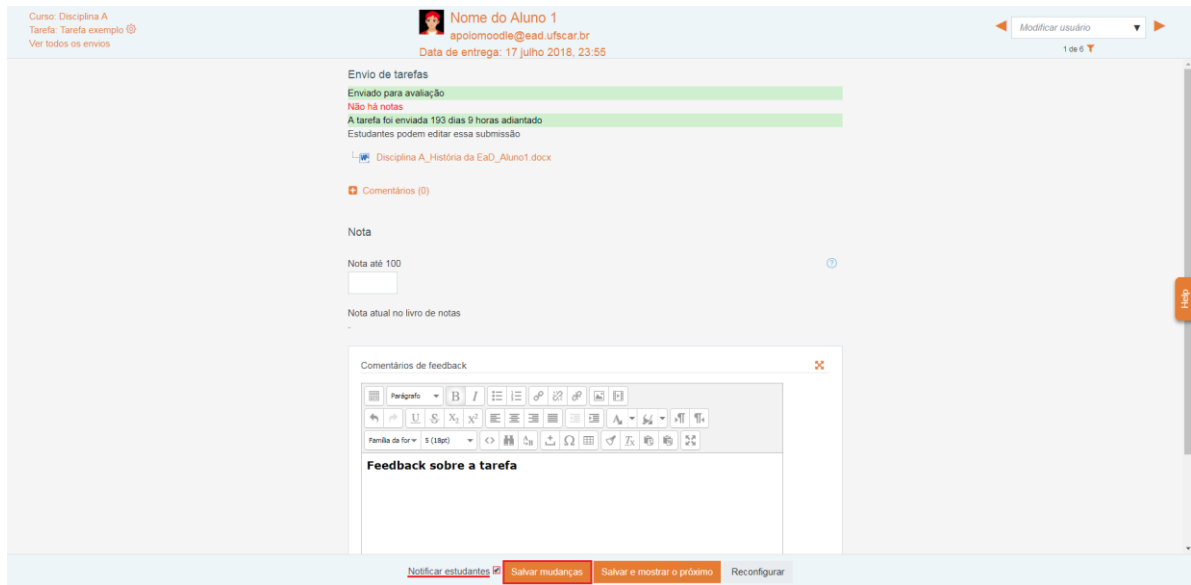 Curso: Disciplina A
Tarefa: Tarefa exemplo
Ver todos os envios
Nome do Aluno 1
apoiomoodle@ead.ufscar.br
Data de entrega: 17 julho 2018, 23:55
Modificar usuário
1 de 6
Envio de tarefas
Enviado para avaliação
Não há notas
A tarefa foi enviada 193 dias 9 horas adiantado
Estudantes podem editar essa submissão
Disciplina A_História da EaD_Aluno1.docx
Comentários (0)
Nota
Nota até 100
Nota atual no livro de notas
-
Help
Comentários de feedback
Parágrafo
Família da for 5 (18pt)
Feedback sobre a tarefa
Notificar estudantes Salvar mudanças Salvar e mostrar o próximo Reconfigurar